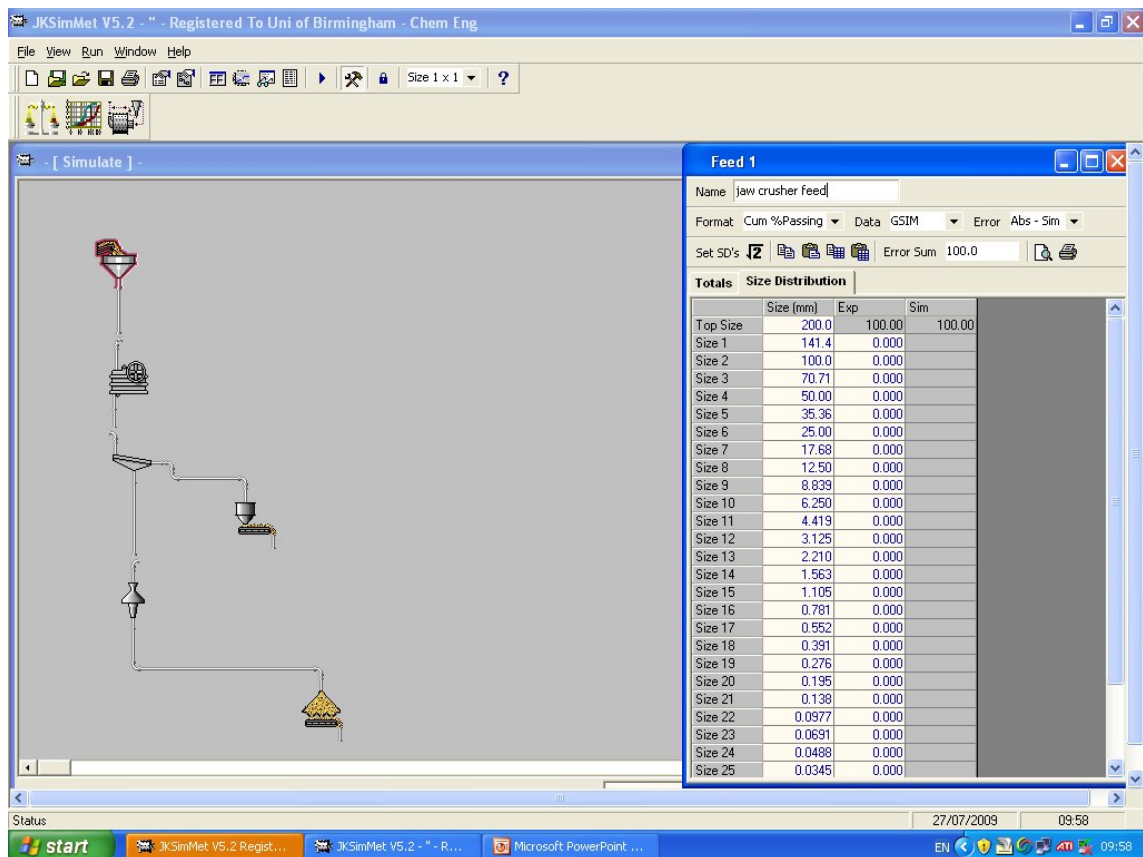 JKSimMet V5.2 - '' - Registered To Uni of Birmingham - Chem Eng
File View Run Window Help
Size 1 x 1 ?
- [ Simulate ] -
Feed 1
Name jaw crusher feed
Format Cum %Passing Data GSIM Error Abs - Sim
Set SD's √2 Error Sum 100.0
Totals Size Distribution
Size (mm) Exp Sim
Top Size 200.0 100.00 100.00
Size 1 141.4 0.000
Size 2 100.0 0.000
Size 3 70.71 0.000
Size 4 50.00 0.000
Size 5 35.36 0.000
Size 6 25.00 0.000
Size 7 17.68 0.000
Size 8 12.50 0.000
Size 9 8.839 0.000
Size 10 6.250 0.000
Size 11 4.419 0.000
Size 12 3.125 0.000
Size 13 2.210 0.000
Size 14 1.563 0.000
Size 15 1.105 0.000
Size 16 0.781 0.000
Size 17 0.552 0.000
Size 18 0.391 0.000
Size 19 0.276 0.000
Size 20 0.195 0.000
Size 21 0.138 0.000
Size 22 0.0977 0.000
Size 23 0.0691 0.000
Size 24 0.0488 0.000
Size 25 0.0345 0.000
Status 27/07/2009 09:58
start JKSimMet V5.2 Regist... JKSimMet V5.2 - '' - R... Microsoft PowerPoint ... EN ATI 09:58